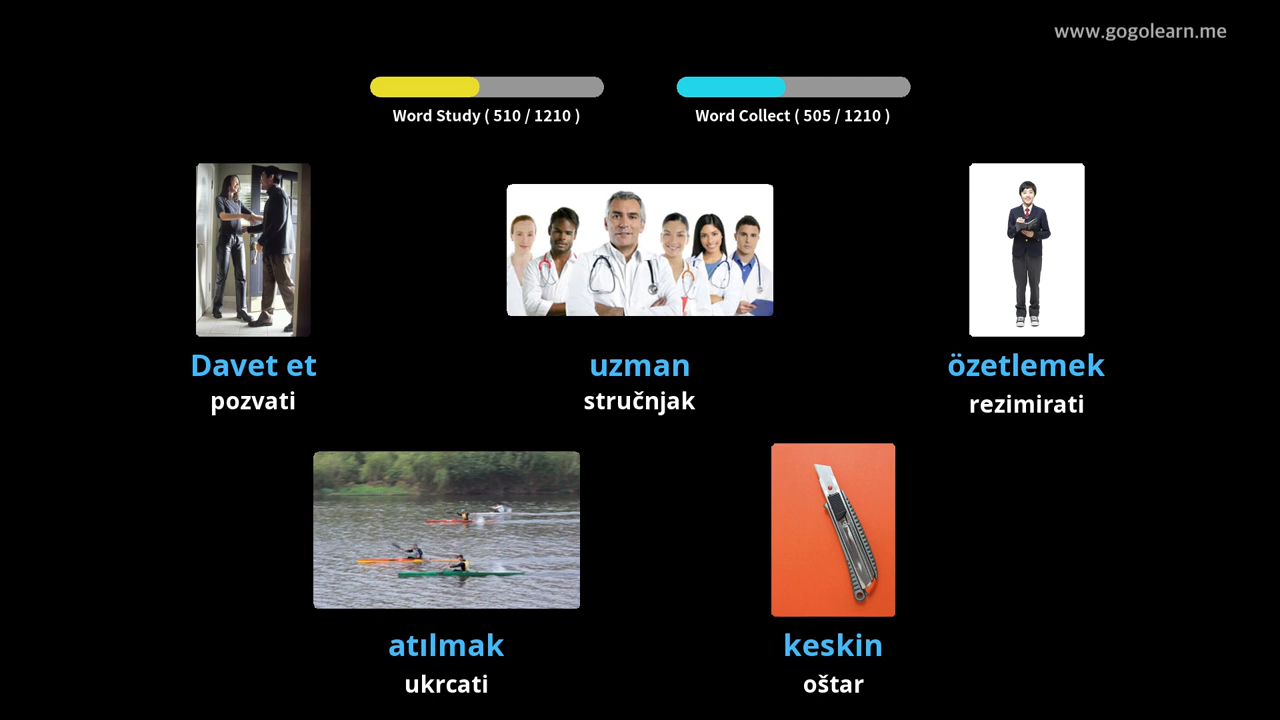 www.gogolearn.me
Word Study ( 510 / 1210 )
Word Collect ( 505 / 1210 )
Davet et
pozvati
uzman
stručnjak
özetlemek
rezimirati
atılmak
ukrcati
keskin
oštar